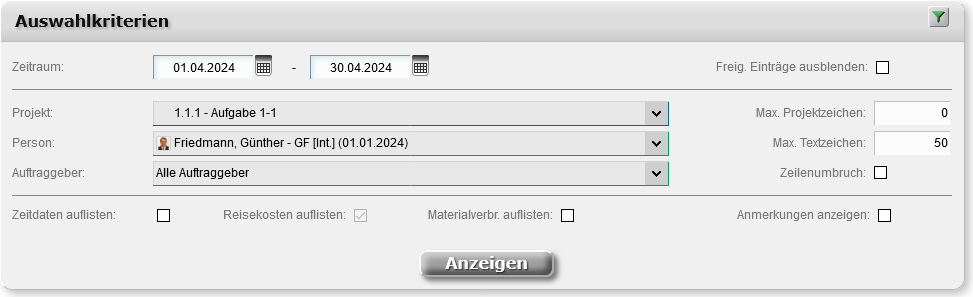 Auswahlkriterien
Zeitraum: 01.04.2024 - 30.04.2024 Freig. Einträge ausblenden:
Projekt: 1.1.1 - Aufgabe 1-1 Max. Projektzeichen: 0
Person: Friedmann, Günther - GF [Int.] (01.01.2024) Max. Textzeichen: 50
Auftraggeber: Alle Auftraggeber Zeilenumbruch:
Zeitdaten auflisten: Reisekosten auflisten: Materialverbr. auflisten: Anmerkungen anzeigen:
Anzeigen